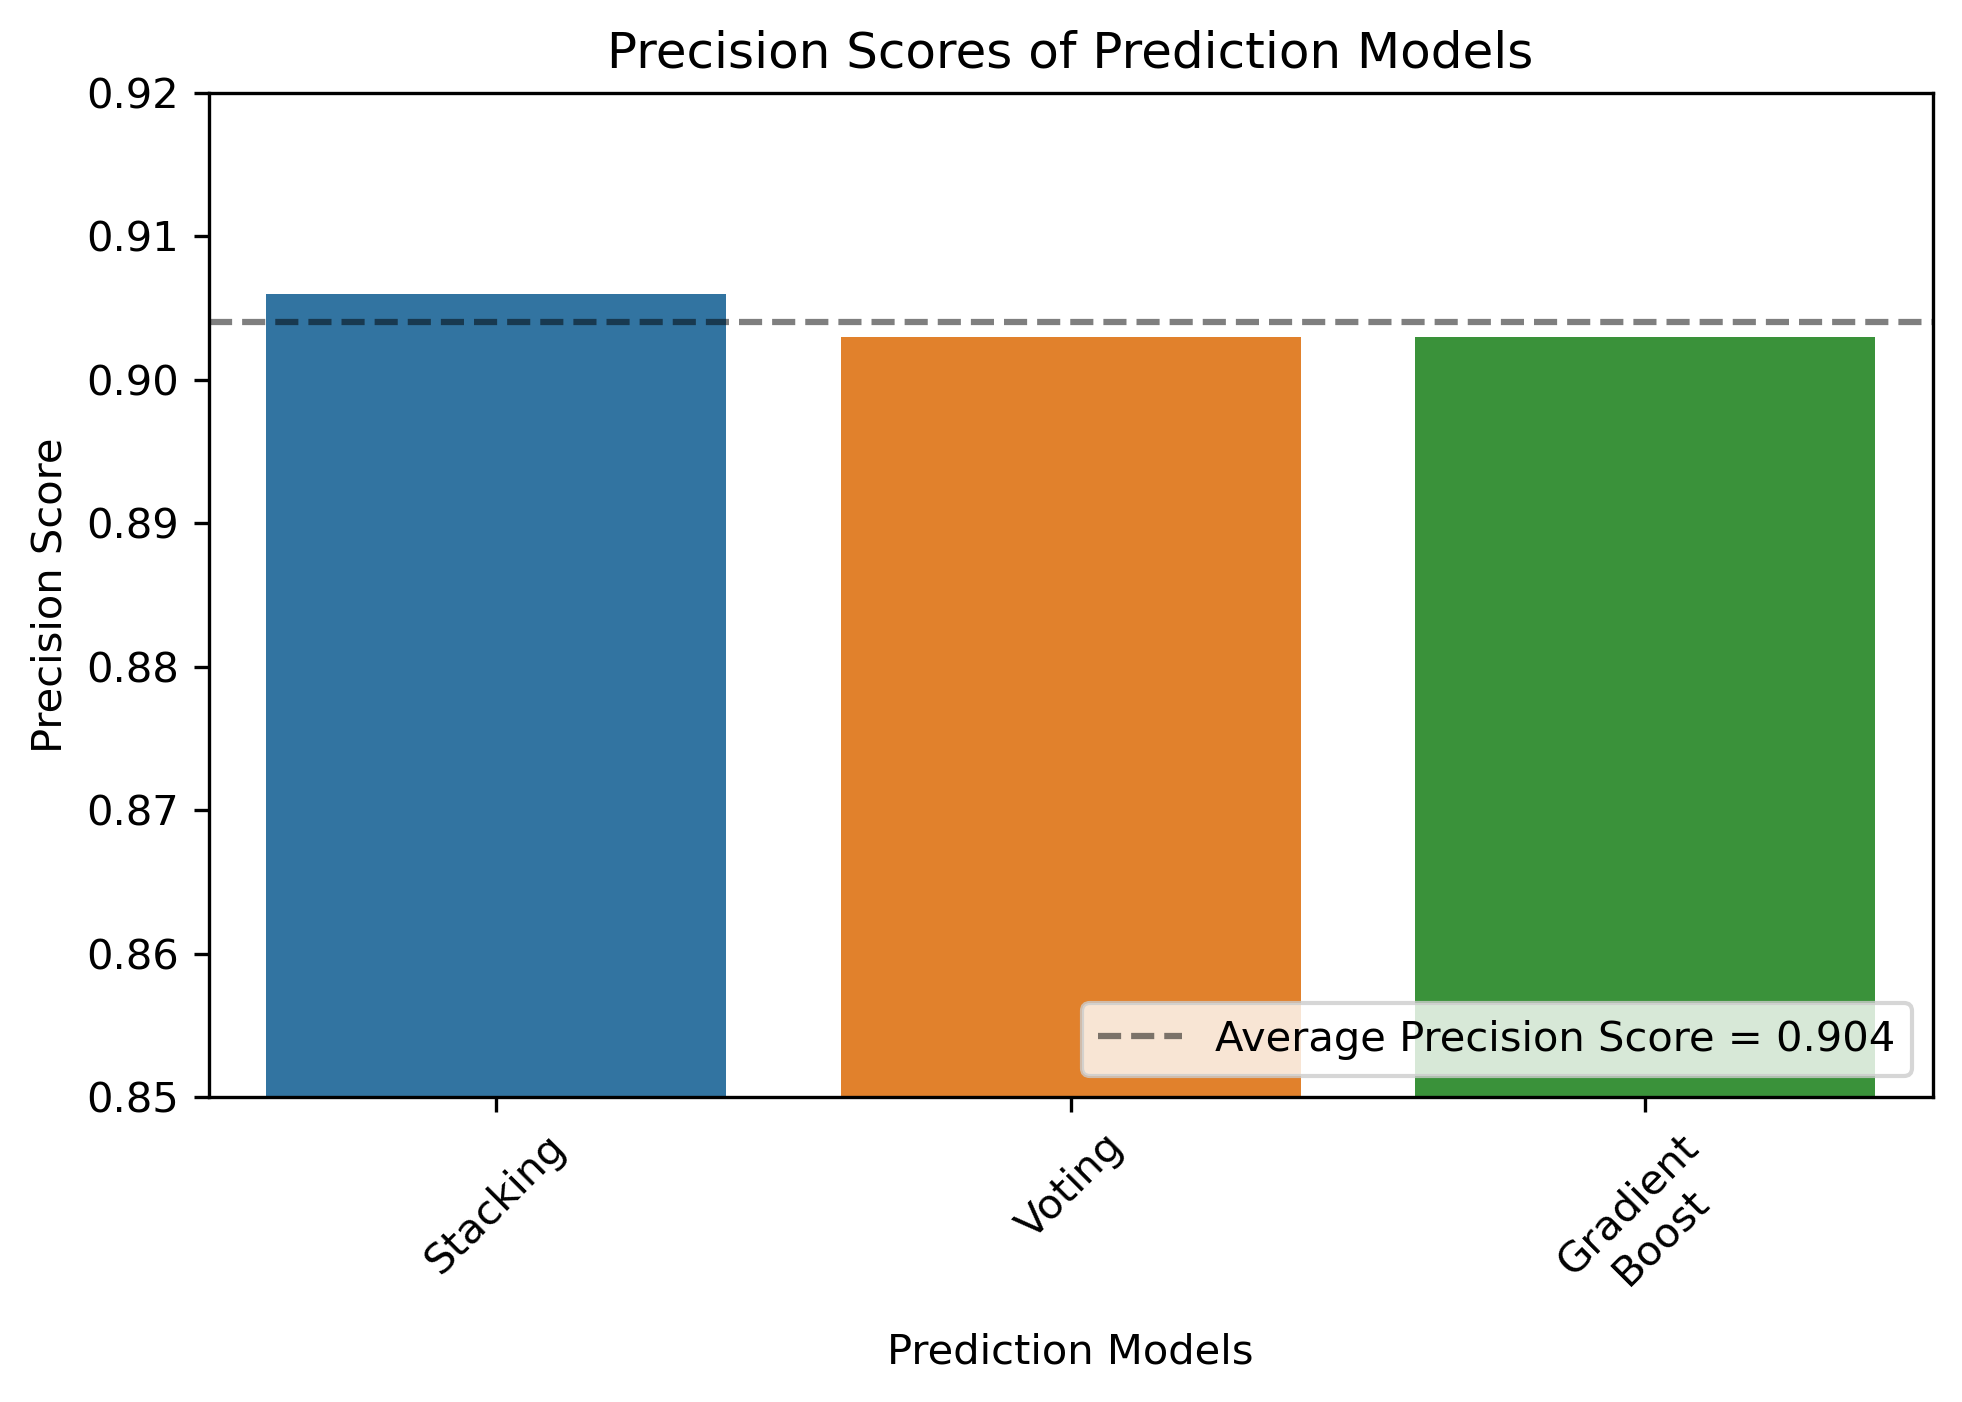 Precision Scores of Prediction Models
0.92
0.91
0.90
0.89
0.88
0.87
0.86
0.85
Precision Score
Average Precision Score = 0.904
Stacking
Voting
Gradient
Boost
Prediction Models